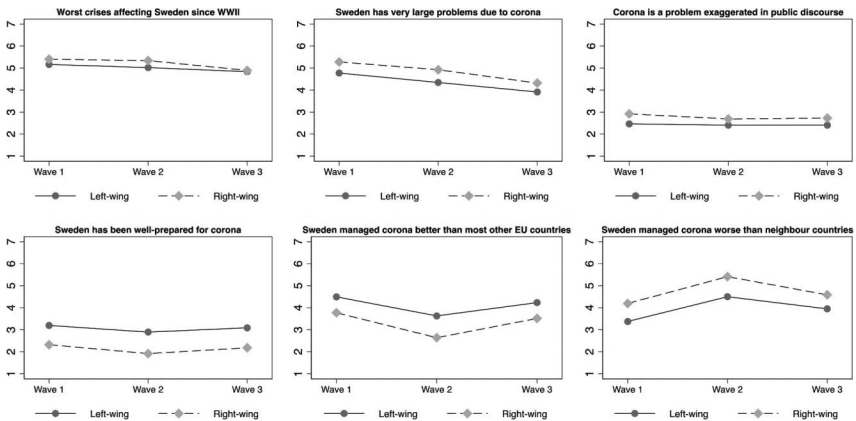 Worst crises affecting Sweden since WWII
7
6
5
4
3
2
1
Wave 1 Wave 2 Wave 3
Left-wing Right-wing
Sweden has very large problems due to corona
7
6
5
4
3
2
1
Wave 1 Wave 2 Wave 3
Left-wing Right-wing
Corona is a problem exaggerated in public discourse
7
6
5
4
3
2
1
Wave 1 Wave 2 Wave 3
Left-wing Right-wing
Sweden has been well-prepared for corona
7
6
5
4
3
2
1
Wave 1 Wave 2 Wave 3
Left-wing Right-wing
Sweden managed corona better than most other EU countries
7
6
5
4
3
2
1
Wave 1 Wave 2 Wave 3
Left-wing Right-wing
Sweden managed corona worse than neighbour countries
7
6
5
4
3
2
1
Wave 1 Wave 2 Wave 3
Left-wing Right-wing